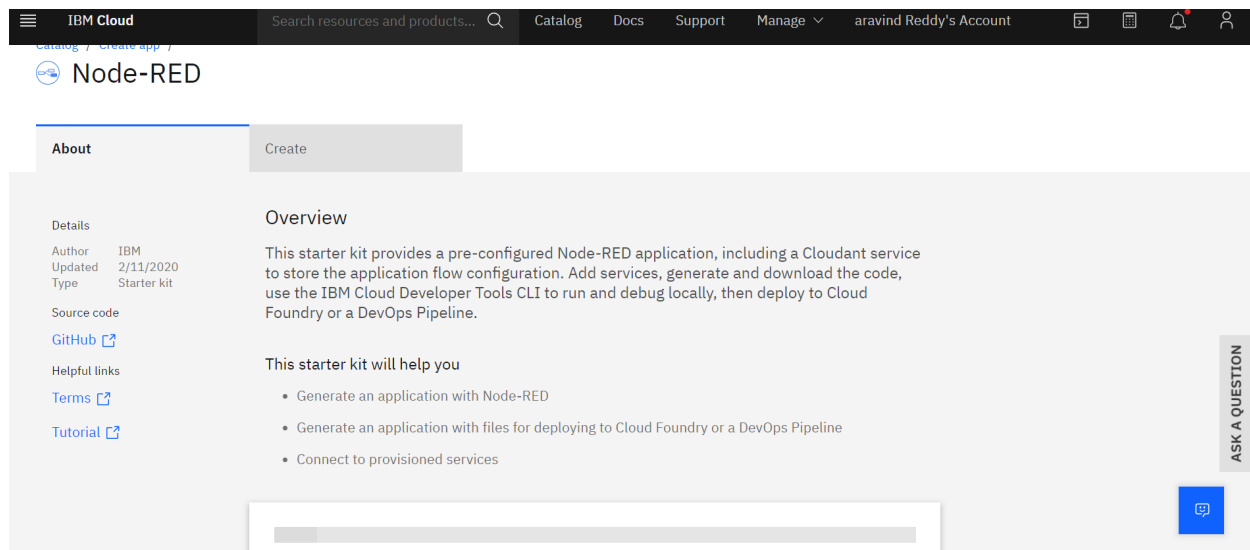 IBM Cloud
Search resources and products...
Catalog
Docs
Support
Manage
aravind Reddy's Account
Catalog / Create app /
Node-RED
About
Create
Details
Author IBM
Updated 2/11/2020
Type Starter kit
Source code
GitHub
Helpful links
Terms
Tutorial
Overview
This starter kit provides a pre-configured Node-RED application, including a Cloudant service
to store the application flow configuration. Add services, generate and download the code,
use the IBM Cloud Developer Tools CLI to run and debug locally, then deploy to Cloud
Foundry or a DevOps Pipeline.
This starter kit will help you
• Generate an application with Node-RED
• Generate an application with files for deploying to Cloud Foundry or a DevOps Pipeline
• Connect to provisioned services
ASK A QUESTION